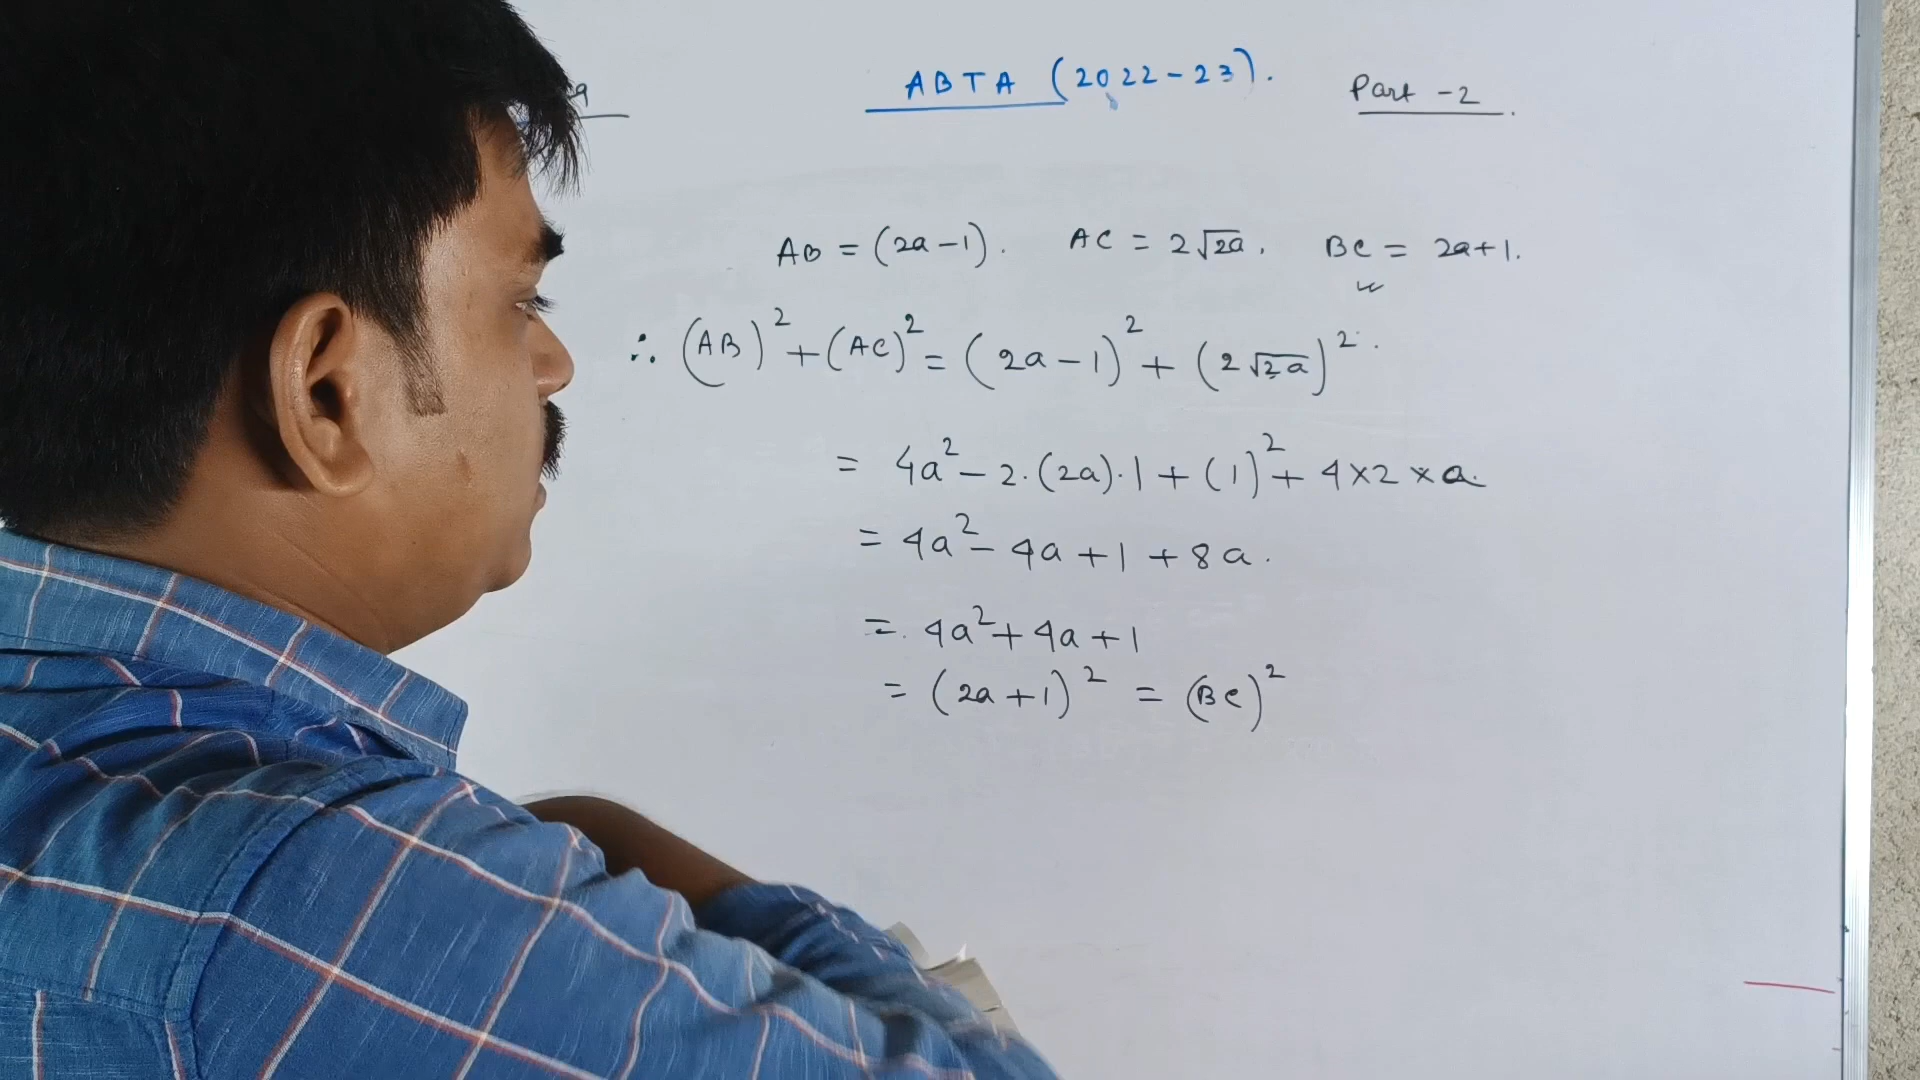 ABTA (2022-23). Part -2
AB = (2a-1). AC = 2√2a. BC = 2a+1.
∴ (AB)² + (AC)² = (2a-1)² + (2√2a)².
= 4a² - 2.(2a).1 + (1)² + 4×2×a.
= 4a² - 4a + 1 + 8a.
= 4a² + 4a + 1
= (2a+1)² = (BC)²